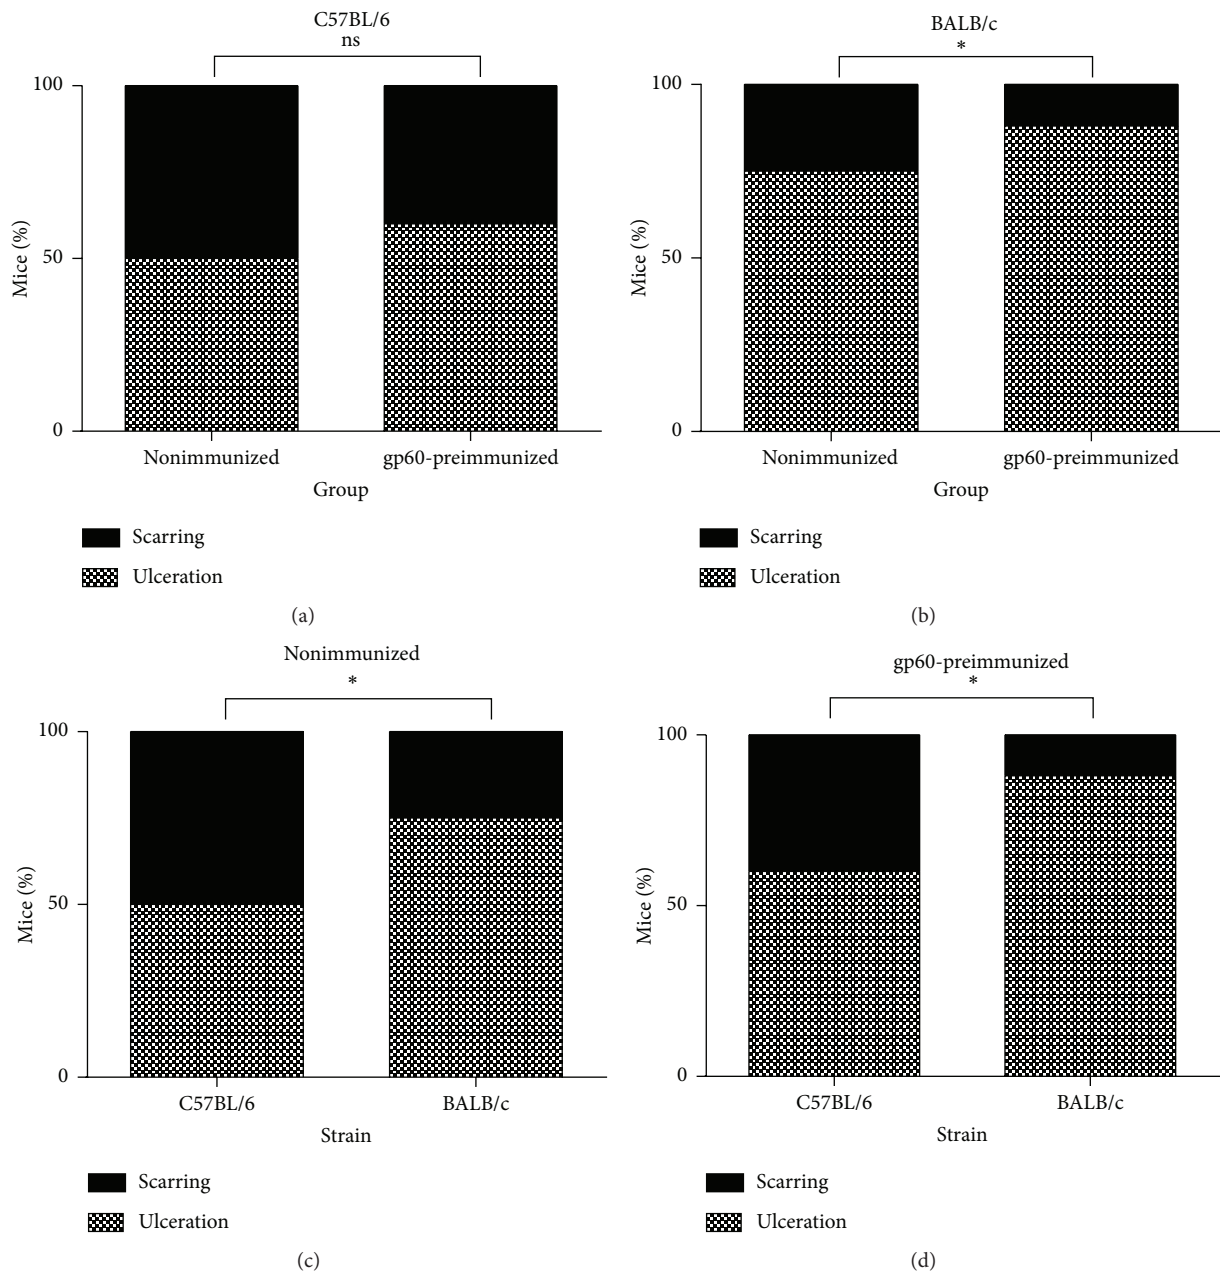 C57BL/6
ns
100
50
0
Mice (%)
Nonimmunized gp60-preimmunized
Group
Scarring
Ulceration
(a)
BALB/c
*
100
50
0
Mice (%)
Nonimmunized gp60-preimmunized
Group
Scarring
Ulceration
(b)
Nonimmunized
*
100
50
0
Mice (%)
C57BL/6 BALB/c
Strain
Scarring
Ulceration
(c)
gp60-preimmunized
*
100
50
0
Mice (%)
C57BL/6 BALB/c
Strain
Scarring
Ulceration
(d)